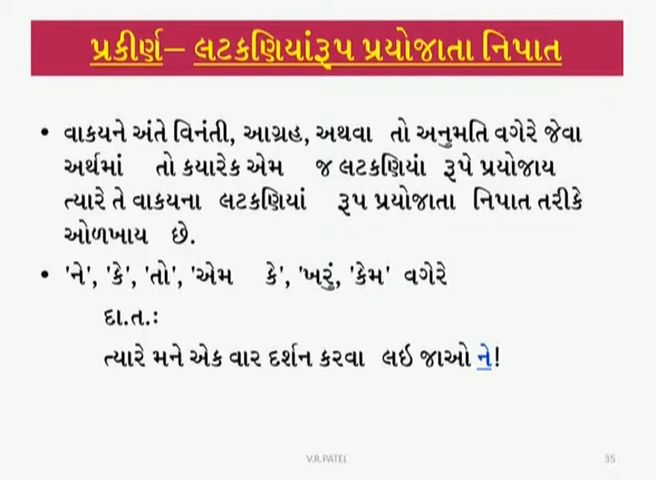 પ્રકીર્ણ– લટકણિયાંરૂપ પ્રયોજાતા નિપાત
• વાકયને અંતે વિનંતી, આગ્રહ, અથવા તો અનુમતિ વગેરે જેવા
અર્થમાં તો કયારેક એમ જ લટકણિયાં રૂપે પ્રયોજાય
ત્યારે તે વાકયના લટકણિયાં રૂપ પ્રયોજાતા નિપાત તરીકે
ઓળખાય છે.
• 'ને', 'કે', 'તો', 'એમ કે', 'ખરું, 'કેમ' વગેરે
દા.ત.:
ત્યારે મને એક વાર દર્શન કરવા લઇ જાઓ ને!
V.R.PATEL
35